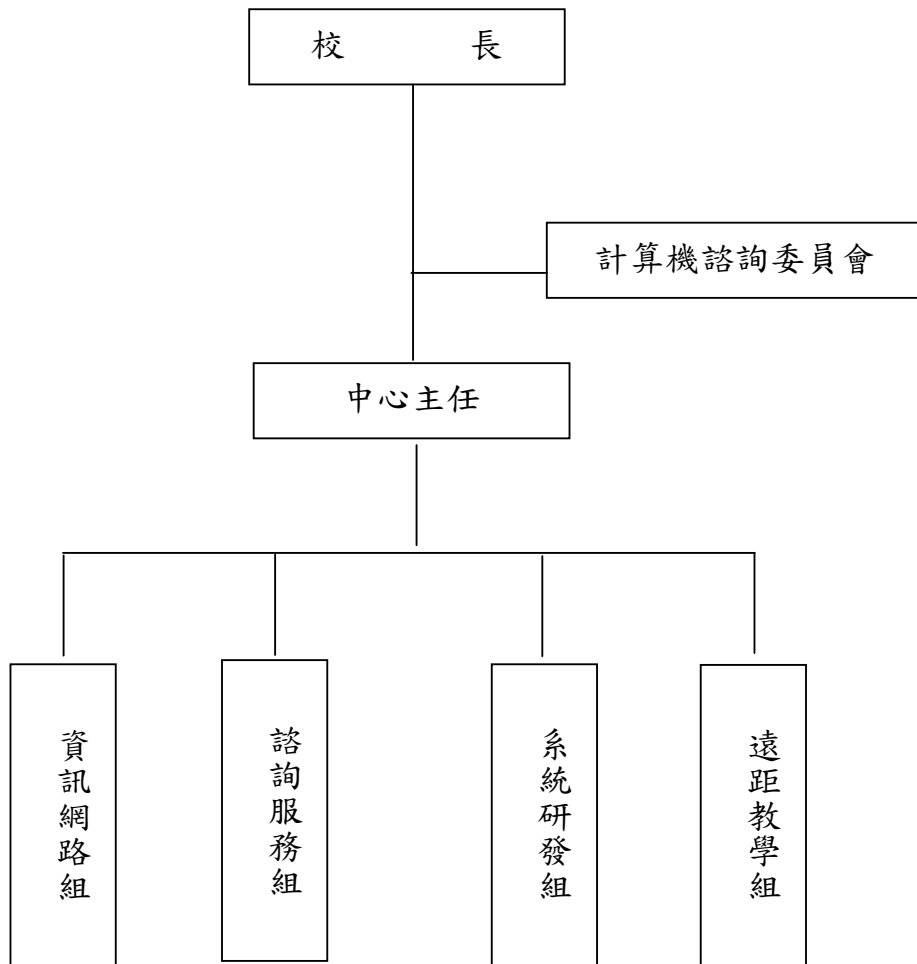 校 長
計算機諮詢委員會
中心主任
資訊網路組
諮詢服務組
系統研發組
遠距教學組